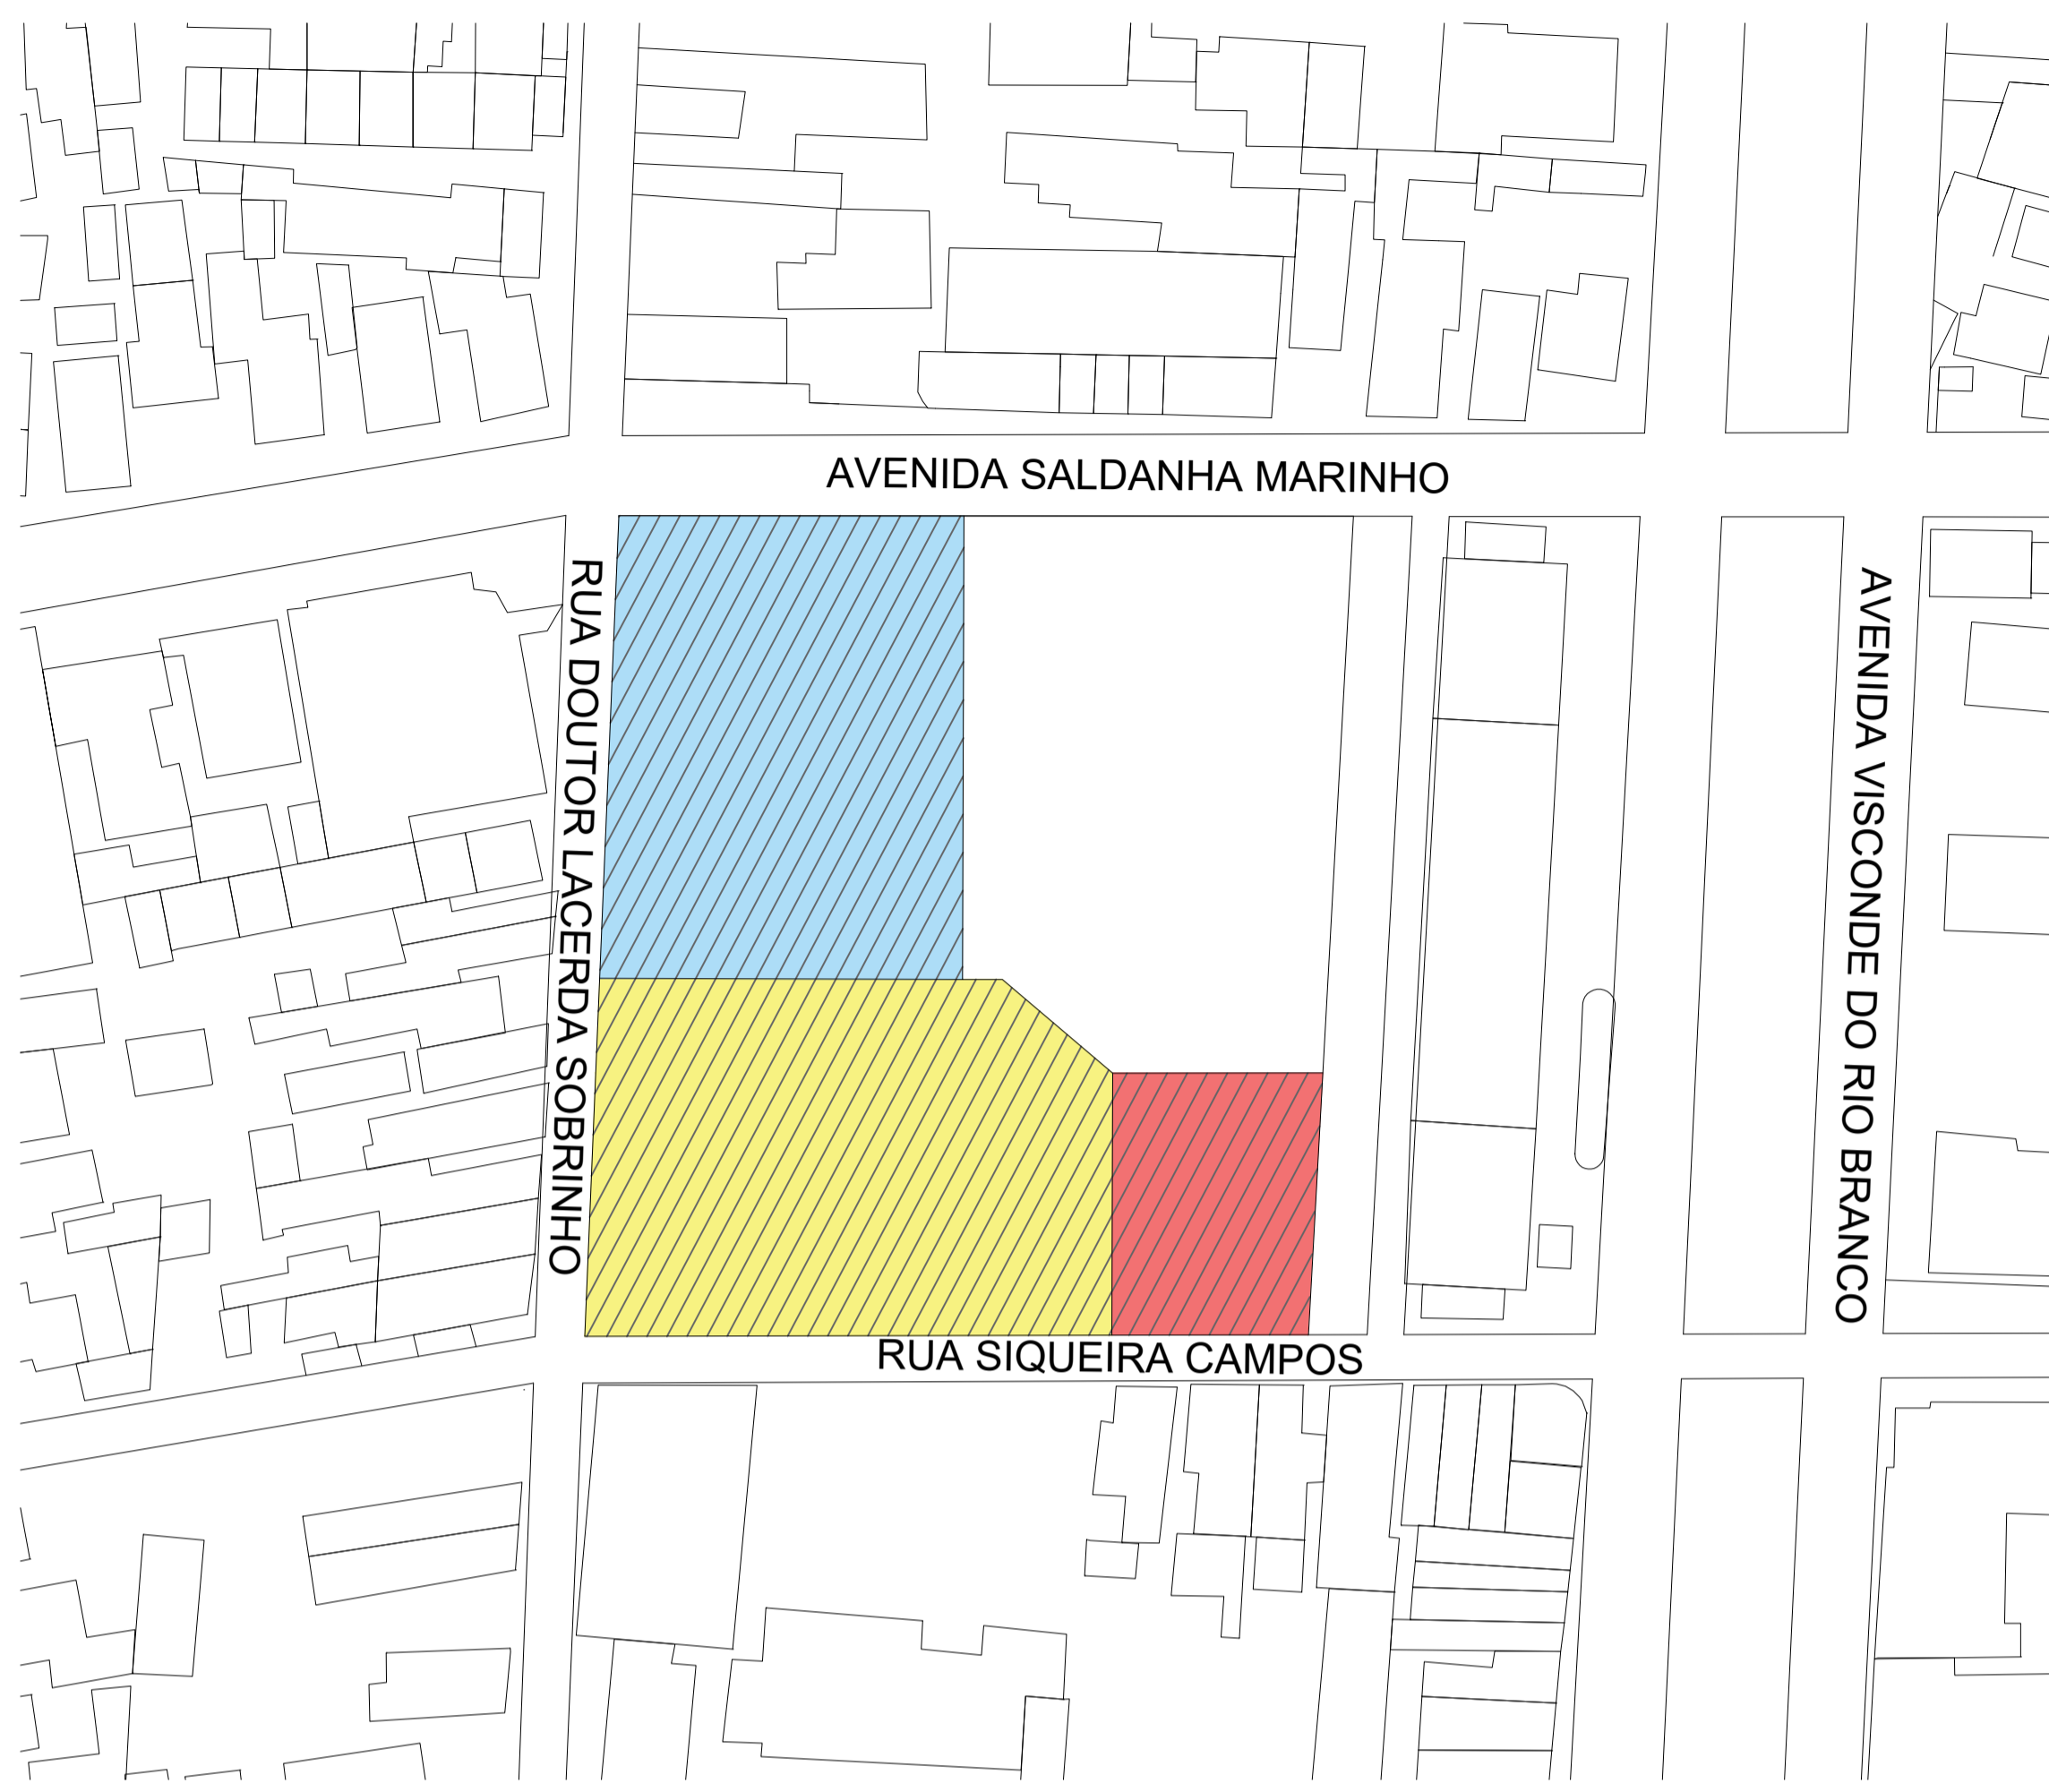 AVENIDA SALDANHA MARINHO
RUA DOUTOR LACERDA SOBRINHO
AVENIDA VISCONDE DO RIO BRANCO
RUA SIQUEIRA CAMPOS